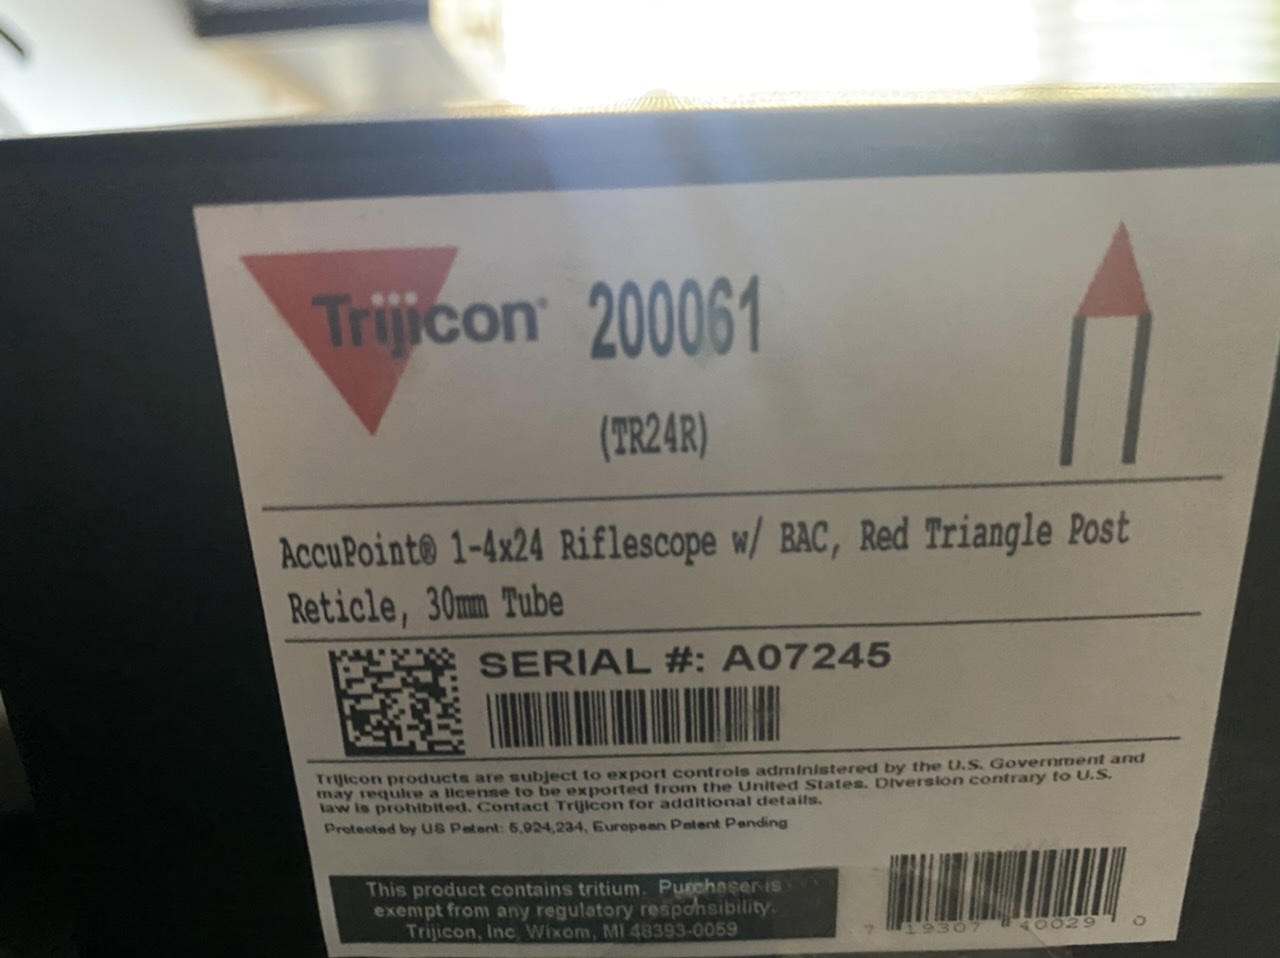 Trijicon® 200061
(TR24R)
AccuPoint® 1-4x24 Riflescope w/ BAC, Red Triangle Post
Reticle, 30mm Tube
SERIAL #: A07245
Trijicon products are subject to export controls administered by the U.S. Government and
may require a license to be exported from the United States. Diversion contrary to U.S.
law is prohibited. Contact Trijicon for additional details.
Protected by US Patent: 5,924,234, European Patent Pending
This product contains tritium. Purchaser is
exempt from any regulatory responsibility.
Trijicon, Inc. Wixom, MI 48393-0059
7 19307 40029 0